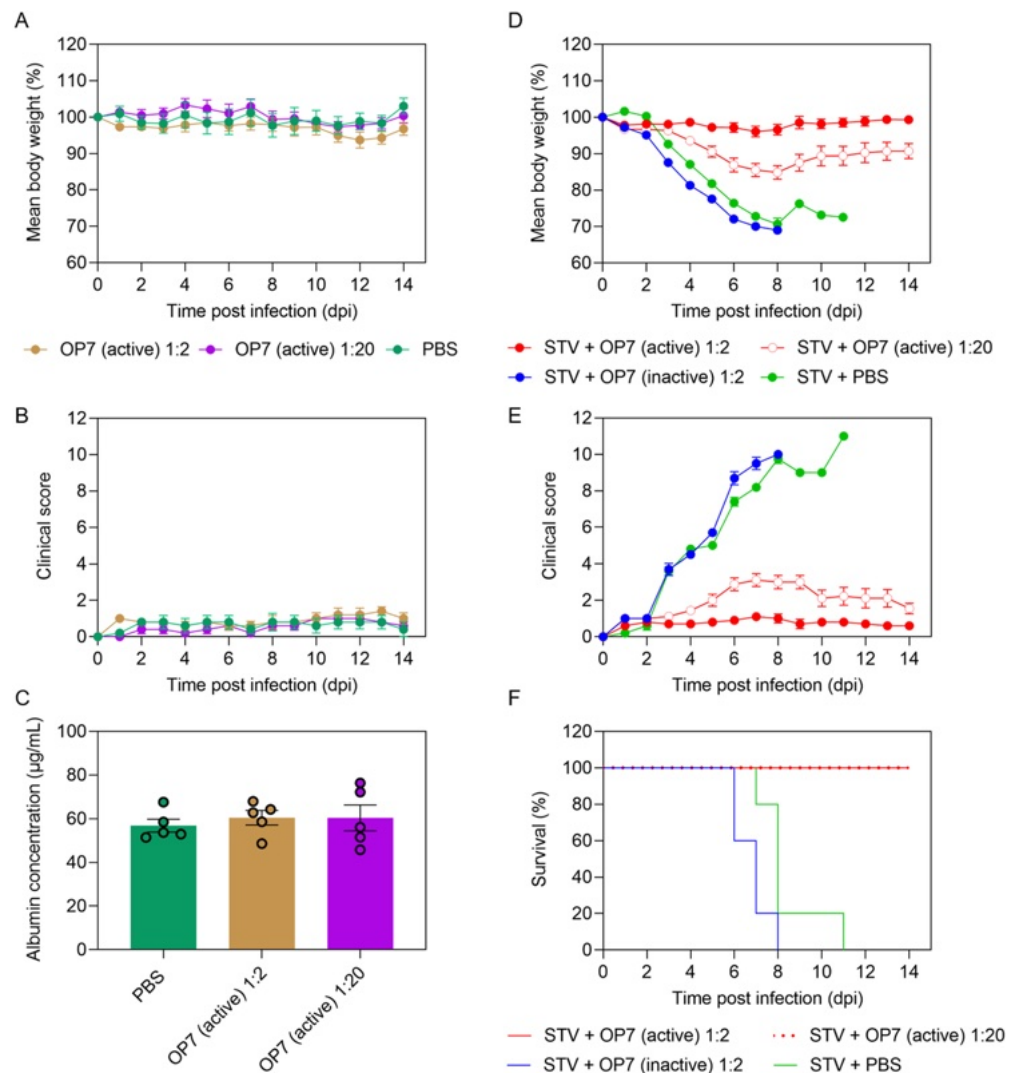 A
120
110
100
90
80
70
60
Mean body weight (%)
0 2 4 6 8 10 12 14
Time post infection (dpi)
OP7 (active) 1:2 OP7 (active) 1:20 PBS
B
12
10
8
6
4
2
0
Clinical score
0 2 4 6 8 10 12 14
Time post infection (dpi)
C
100
80
60
40
20
0
Albumin concentration (µg/mL)
PBS
OP7 (active) 1:2
OP7 (active) 1:20
D
120
110
100
90
80
70
60
Mean body weight (%)
0 2 4 6 8 10 12 14
Time post infection (dpi)
STV + OP7 (active) 1:2 STV + OP7 (active) 1:20
STV + OP7 (inactive) 1:2 STV + PBS
E
12
10
8
6
4
2
0
Clinical score
0 2 4 6 8 10 12 14
Time post infection (dpi)
F
120
100
80
60
40
20
0
Survival (%)
0 2 4 6 8 10 12 14
Time post infection (dpi)
STV + OP7 (active) 1:2 STV + OP7 (active) 1:20
STV + OP7 (inactive) 1:2 STV + PBS